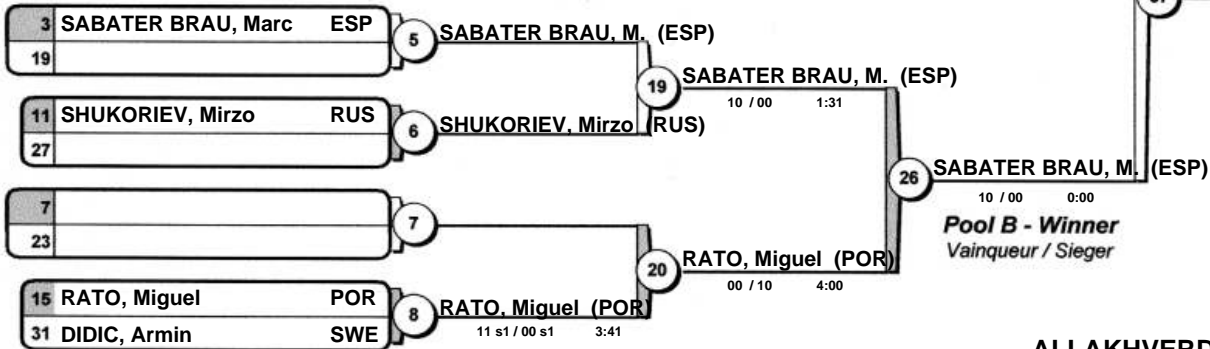 3 SABATER BRAU, Marc ESP
19
5 SABATER BRAU, M. (ESP)
19 SABATER BRAU, M. (ESP)
10 / 00 1:31
11 SHUKORIEV, Mirzo RUS
27
6 SHUKORIEV, Mirzo (RUS)
26 SABATER BRAU, M. (ESP)
10 / 00 0:00
Pool B - Winner
Vainqueur / Sieger
7
23
7
20 RATO, Miguel (POR)
00 / 10 4:00
15 RATO, Miguel POR
31 DIDIC, Armin SWE
8 RATO, Miguel (POR)
11 s1 / 00 s1 3:41